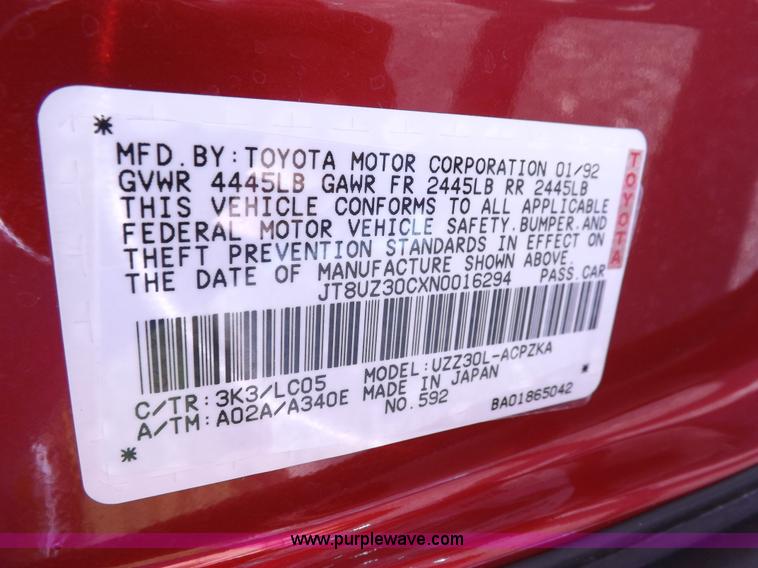 *
MFD.BY:TOYOTA MOTOR CORPORATION 01/92
GVWR 4445LB GAWR FR 2445LB RR 2445LB
THIS VEHICLE CONFORMS TO ALL APPLICABLE
FEDERAL MOTOR VEHICLE SAFETY.BUMPER.AND
THEFT PREVENTION STANDARDS IN EFFECT ON
THE DATE OF MANUFACTURE SHOWN ABOVE.
JT8UZ30CXN0016294 PASS.CAR
TOYOTA
C/TR:3K3/LC05 MODEL:UZZ30L-ACPZKA
A/TM:A02A/A340E MADE IN JAPAN
NO.592 BA01865042
*
www.purplewave.com